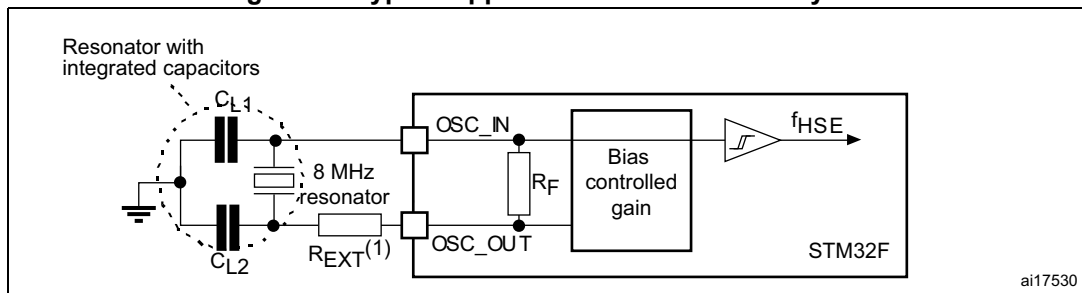 Resonator with
integrated capacitors
CL1
OSC_IN
fHSE
8 MHz
resonator
RF
Bias
controlled
gain
REXT(1)
OSC_OUT
STM32F
CL2
ai17530